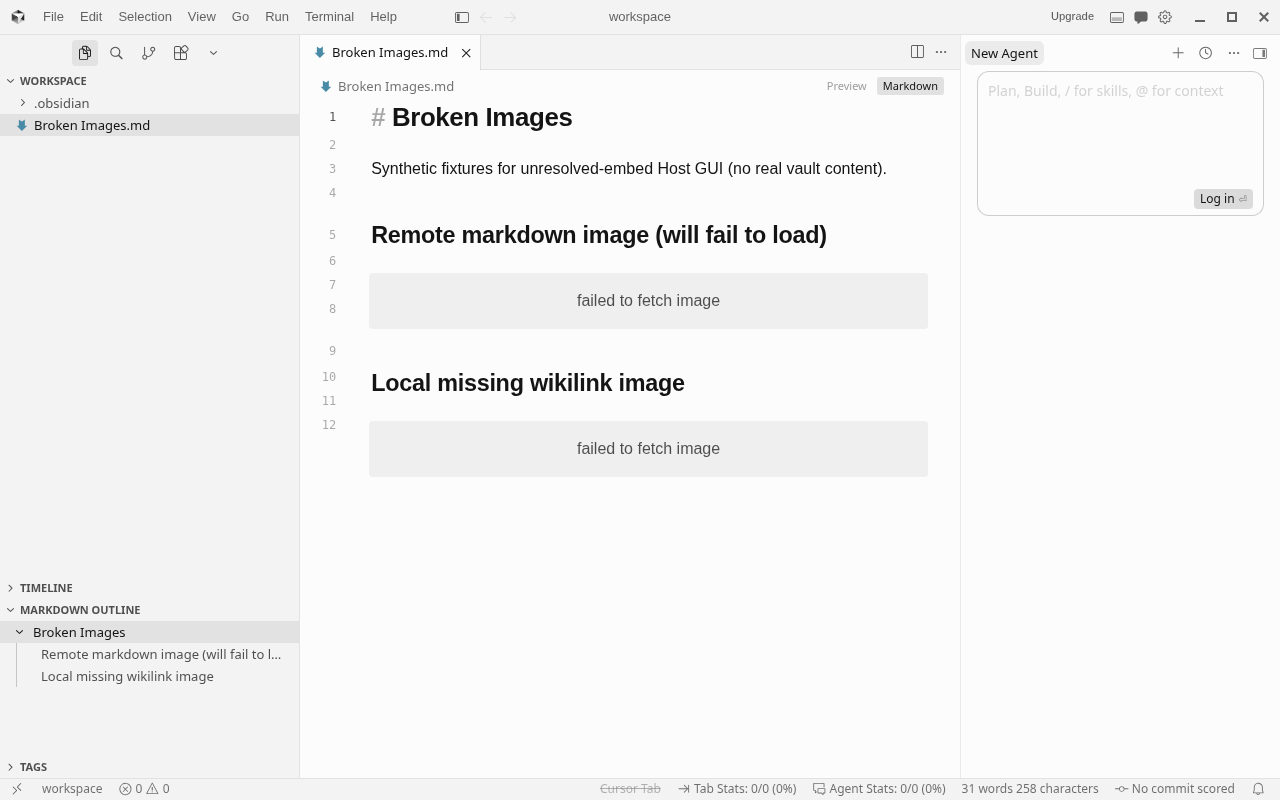 File Edit Selection View Go Run Terminal Help
workspace
Upgrade
WORKSPACE
.obsidian
Broken Images.md
TIMELINE
MARKDOWN OUTLINE
Broken Images
Remote markdown image (will fail to l...
Local missing wikilink image
TAGS
Broken Images.md
Broken Images.md
Preview Markdown
1 # Broken Images
2
3 Synthetic fixtures for unresolved-embed Host GUI (no real vault content).
4
5 Remote markdown image (will fail to load)
6
7 failed to fetch image
8
9
10 Local missing wikilink image
11
12 failed to fetch image
New Agent
Plan, Build, / for skills, @ for context
Log in ⏎
workspace 0 0 Cursor Tab Tab Stats: 0/0 (0%) Agent Stats: 0/0 (0%) 31 words 258 characters No commit scored